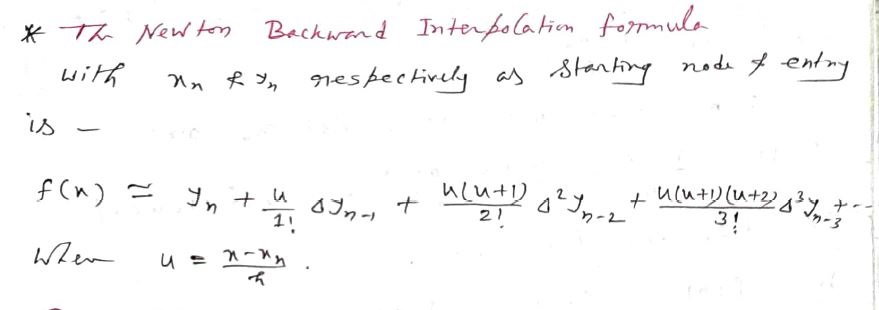 * The Newton Backward Interpolation formula
with xₙ & yₙ respectively as starting node & entry
is –
f(x) ≃ yₙ + u/1! Δyₙ₋₁ + u(u+1)/2! Δ²yₙ₋₂ + u(u+1)(u+2)/3! Δ³yₙ₋₃ + --
When u = (x-xₙ)/h .